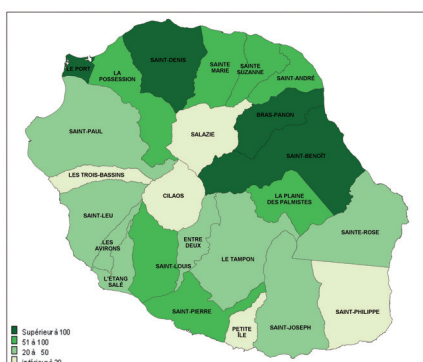 SAINT-DENIS
SAINTE
MARIE
SAINTE
SUZANNE
LE PORT
LA
POSSESSION
SAINT-ANDRÉ
BRAS-PANON
SAINT-PAUL
SALAZIE
SAINT-BENOÎT
LES TROIS-BASSINS
CILAOS
LA PLAINE
DES PALMISTES
SAINT-LEU
SAINTE-ROSE
ENTRE
DEUX
LES
AVIRONS
LE TAMPON
SAINT-LOUIS
L'ÉTANG
SALÉ
SAINT-PIERRE
SAINT-PHILIPPE
PETITE
ÎLE
SAINT-JOSEPH
Supérieur à 100
51 à 100
20 à 50
Inférieur à 20